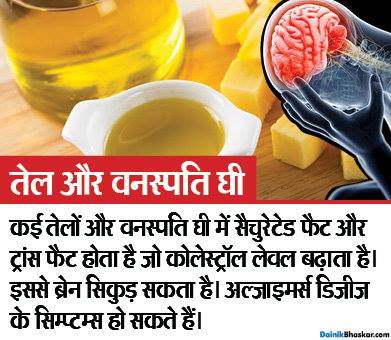 तेल और वनस्पति घी
कई तेलों और वनस्पति घी में सैचुरेटेड फैट और
ट्रांस फैट होता है जो कोलेस्ट्रॉल लेवल बढ़ाता है।
इससे ब्रेन सिकुड़ सकता है। अल्जाइमर्स डिजीज
के सिम्प्टम्स हो सकते हैं।
DainikBhaskar.com